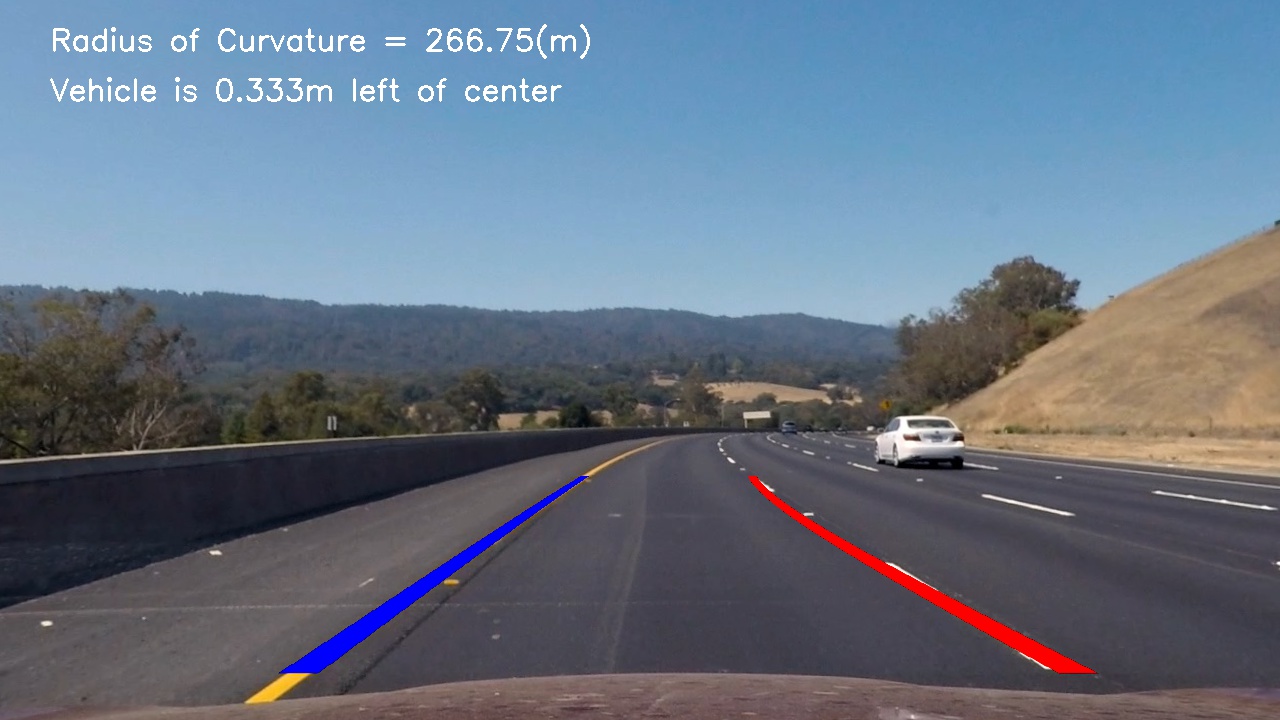 Radius of Curvature = 266.75(m)
Vehicle is 0.333m left of center